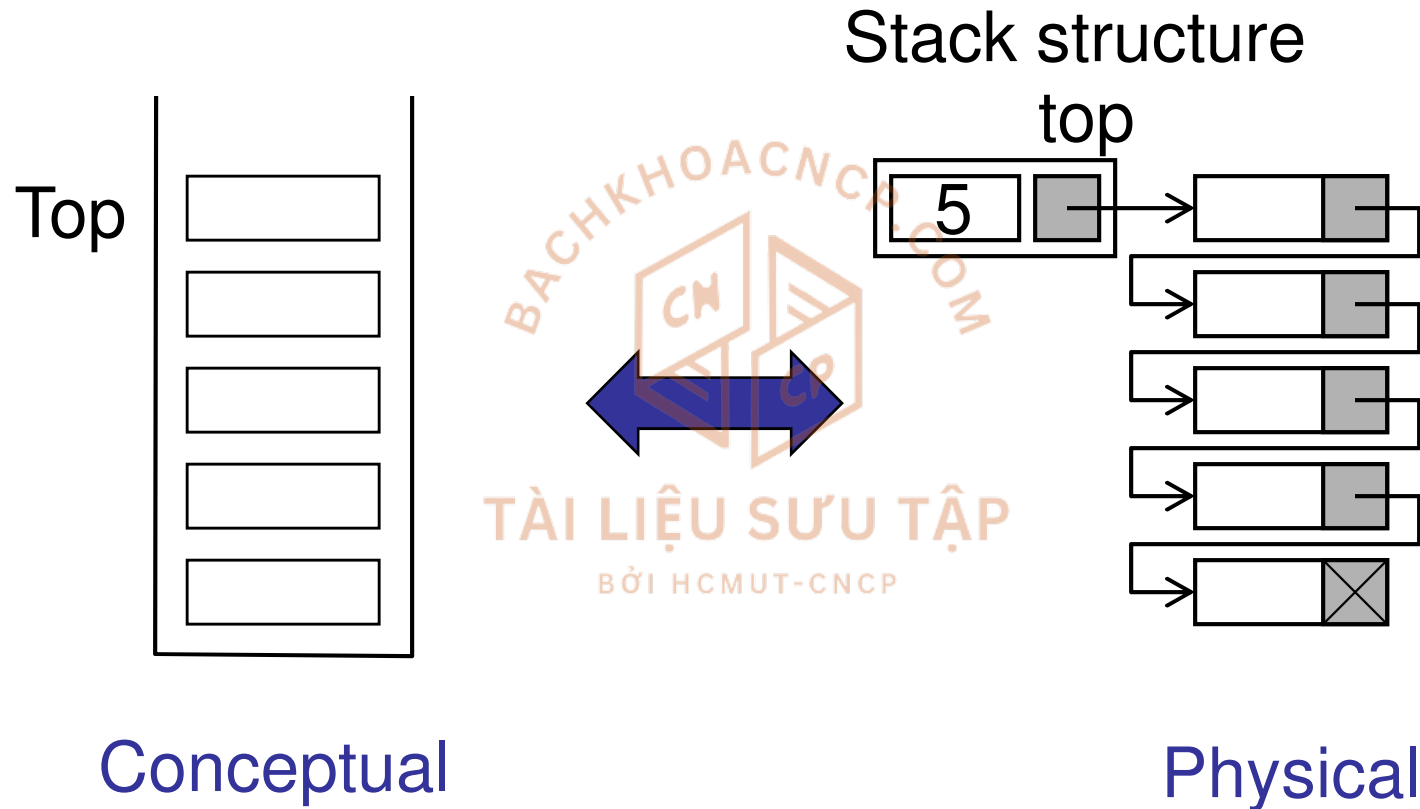 Stack structure
top
Top
5
BACHKHOACNCP.COM
CN
CP
TÀI LIỆU SƯU TẬP
BỞI HCMUT-CNCP
Conceptual
Physical